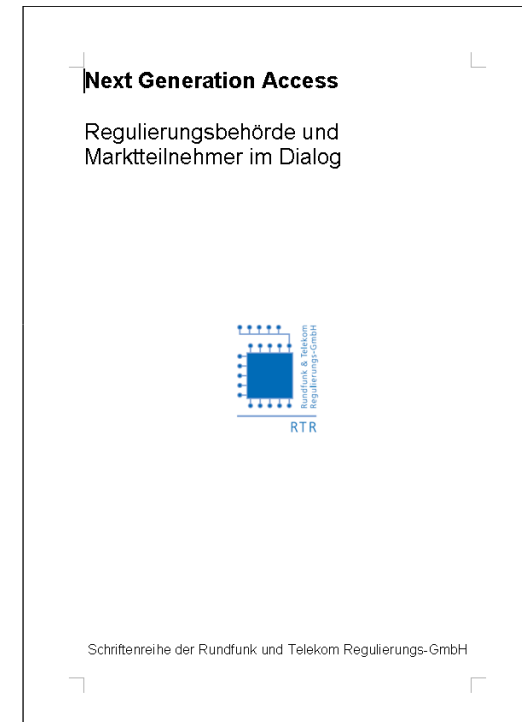 Next Generation Access
Regulierungsbehörde und
Marktteilnehmer im Dialog
Rundfunk & Telekom
Regulierungs-GmbH
RTR
Schriftenreihe der Rundfunk und Telekom Regulierungs-GmbH